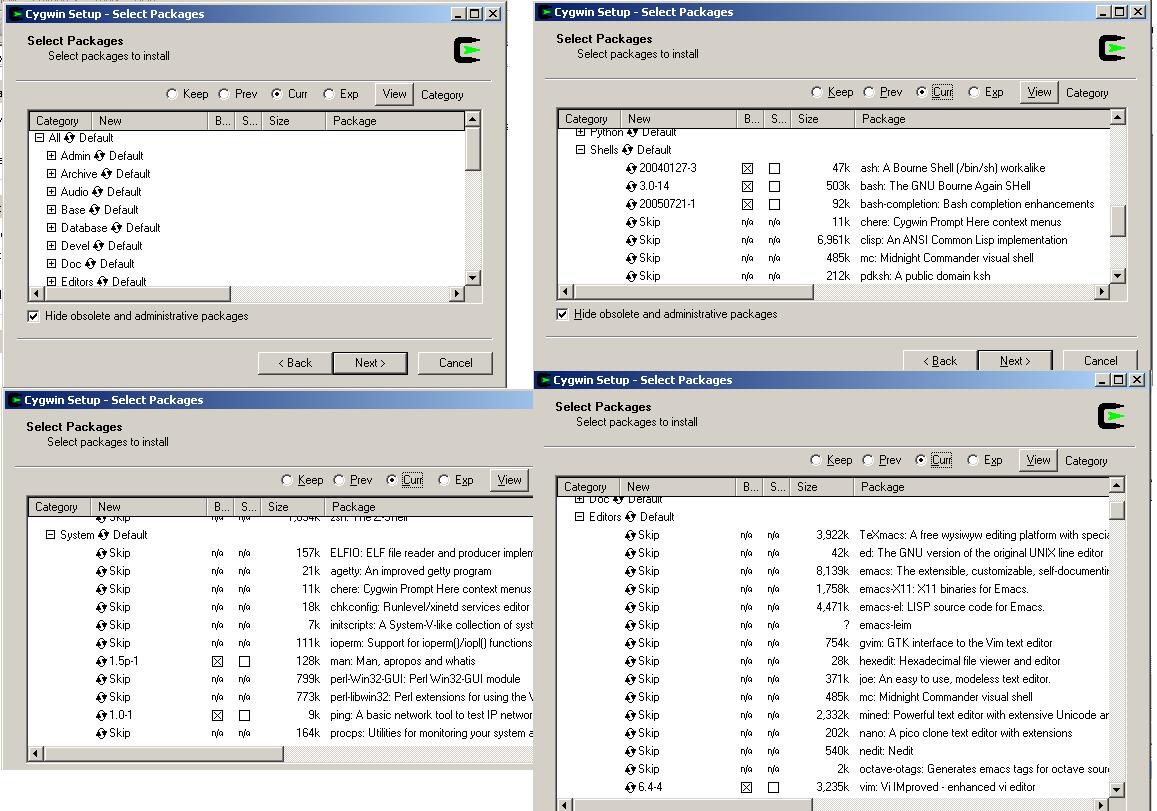 Cygwin Setup - Select Packages
Select Packages
Select packages to install
Keep Prev Curr Exp View Category
Category New B... S... Size Package
All Default
Admin Default
Archive Default
Audio Default
Base Default
Database Default
Devel Default
Doc Default
Editors Default
Hide obsolete and administrative packages
< Back Next > Cancel
Cygwin Setup - Select Packages
Select Packages
Select packages to install
Keep Prev Curr Exp View Category
Category New B... S... Size Package
Python Default
Shells Default
20040127-3 47k ash: A Bourne Shell (/bin/sh) workalike
3.0-14 503k bash: The GNU Bourne Again SHell
20050721-1 92k bash-completion: Bash completion enhancements
Skip n/a n/a 11k chere: Cygwin Prompt Here context menus
Skip n/a n/a 6,961k clisp: An ANSI Common Lisp implementation
Skip n/a n/a 485k mc: Midnight Commander visual shell
Skip n/a n/a 212k pdksh: A public domain ksh
Hide obsolete and administrative packages
< Back Next > Cancel
Cygwin Setup - Select Packages
Select Packages
Select packages to install
Keep Prev Curr Exp View
Category New B... S... Size Package
Skip n/a n/a zsh: The Z-Shell
System Default
Skip n/a n/a 157k ELFIO: ELF file reader and producer implem
Skip n/a n/a 21k agetty: An improved getty program
Skip n/a n/a 11k chere: Cygwin Prompt Here context menus
Skip n/a n/a 18k chkconfig: Runlevel/xinetd services editor
Skip n/a n/a 7k initscripts: A System-V-like collection of syst
Skip n/a n/a 111k ioperm: Support for ioperm()/iopl() functions
1.5p-1 128k man: Man, apropos and whatis
Skip n/a n/a 799k perl-Win32-GUI: Perl Win32-GUI module
Skip n/a n/a 773k perl-libwin32: Perl extensions for using the W
1.0-1 9k ping: A basic network tool to test IP networ
Skip n/a n/a 164k procps: Utilities for monitoring your system a
Cygwin Setup - Select Packages
Select Packages
Select packages to install
Keep Prev Curr Exp View Category
Category New B... S... Size Package
Doc Default
Editors Default
Skip n/a n/a 3,922k TeXmacs: A free wysiwyw editing platform with specia
Skip n/a n/a 42k ed: The GNU version of the original UNIX line editor
Skip n/a n/a 8,139k emacs: The extensible, customizable, self-documentin
Skip n/a n/a 1,758k emacs-X11: X11 binaries for Emacs.
Skip n/a n/a 4,471k emacs-el: LISP source code for Emacs.
Skip n/a n/a ? emacs-leim
Skip n/a n/a 754k gvim: GTK interface to the Vim text editor
Skip n/a n/a 28k hexedit: Hexadecimal file viewer and editor
Skip n/a n/a 371k joe: An easy to use, modeless text editor.
Skip n/a n/a 485k mc: Midnight Commander visual shell
Skip n/a n/a 2,332k mined: Powerful text editor with extensive Unicode an
Skip n/a n/a 202k nano: A pico clone text editor with extensions
Skip n/a n/a 540k nedit: Nedit
Skip n/a n/a 2k octave-otags: Generates emacs tags for octave sour
6.4-4 3,235k vim: Vi IMproved - enhanced vi editor